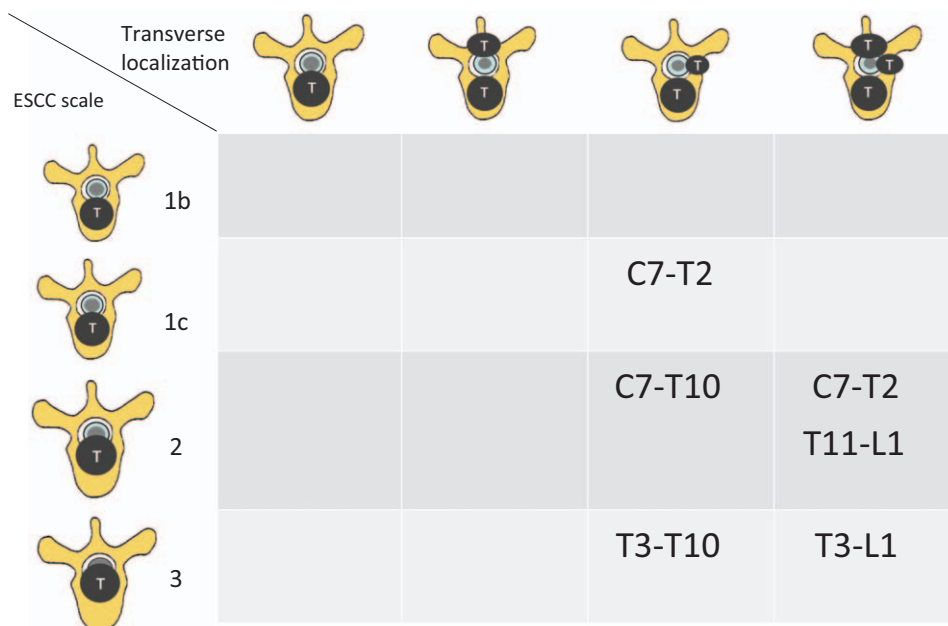 Transverse
localization
ESCC scale
T
T
T
T
T
T
T
T
1b
T
C7-T2
1c
T
C7-T10
C7-T2
2
T11-L1
T
T3-T10
T3-L1
3
T